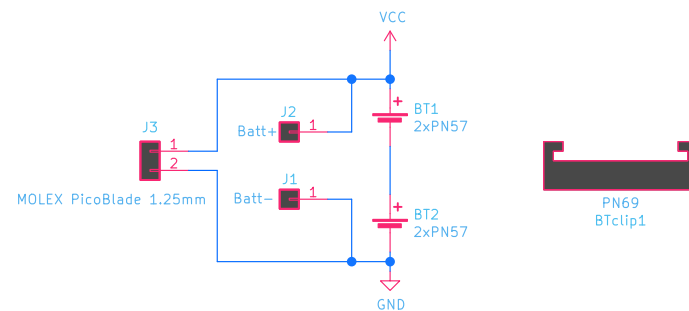 VCC
J3
1
2
MOLEX PicoBlade 1.25mm
J2
Batt+
1
J1
Batt-
1
+
BT1
2xPN57
+
BT2
2xPN57
GND
PN69
BTclip1